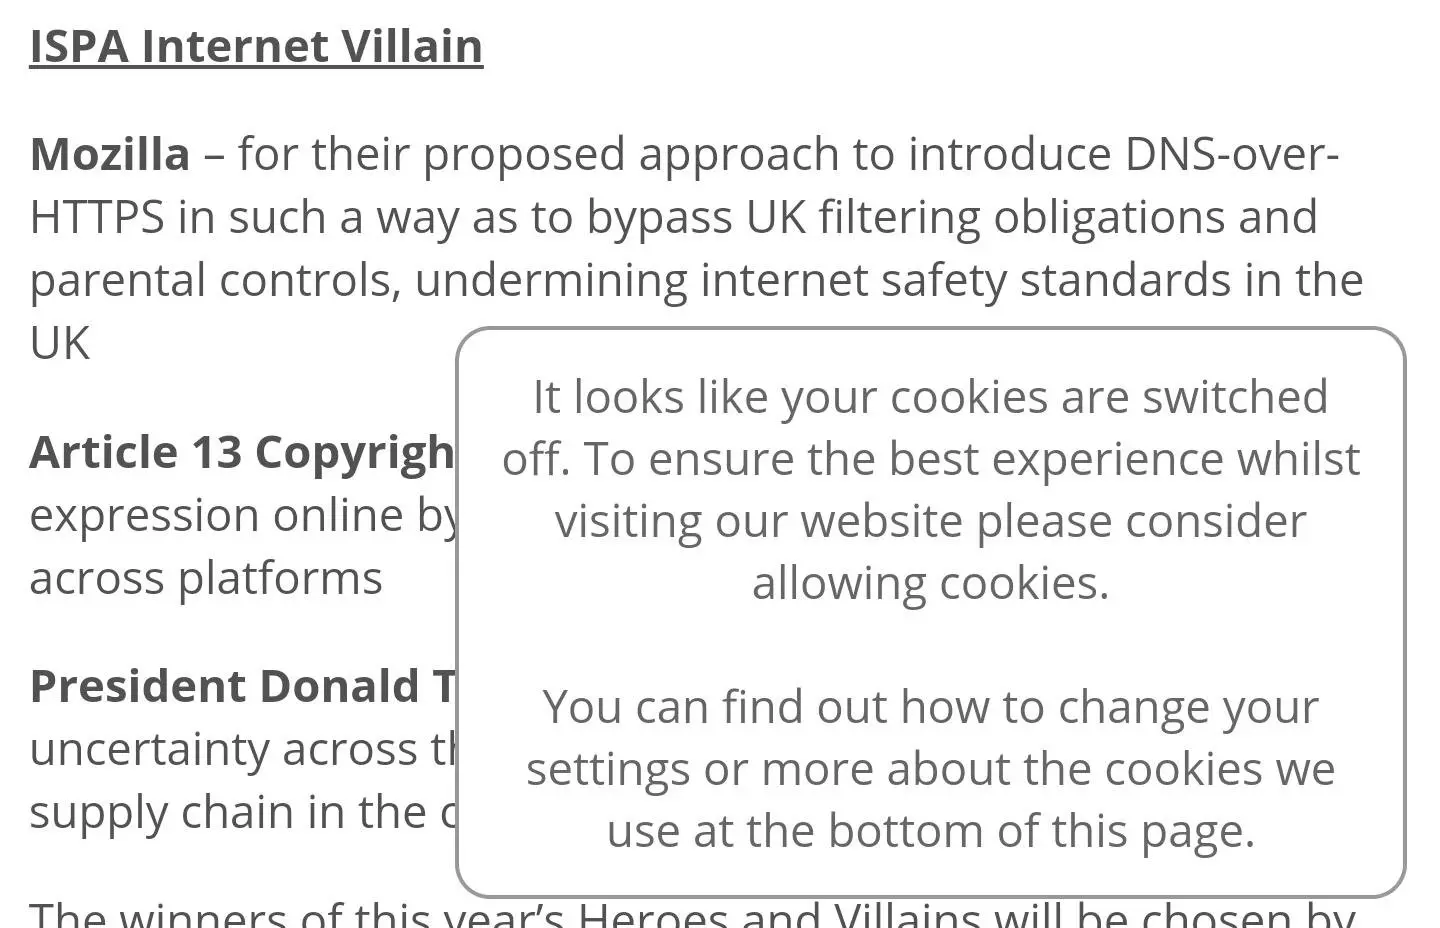 ISPA Internet Villain
Mozilla – for their proposed approach to introduce DNS-over-
HTTPS in such a way as to bypass UK filtering obligations and
parental controls, undermining internet safety standards in the
UK
Article 13 Copyrigh
expression online by
across platforms
President Donald T
uncertainty across th
supply chain in the
It looks like your cookies are switched
off. To ensure the best experience whilst
visiting our website please consider
allowing cookies.
You can find out how to change your
settings or more about the cookies we
use at the bottom of this page.
The winners of this year’s Heroes and Villains will be chosen by